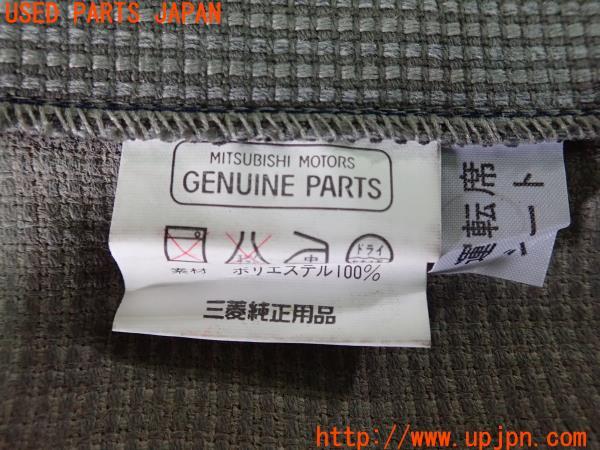 USED PARTS JAPAN
MITSUBISHI MOTORS
GENUINE PARTS
中
ドライ
素材 ポリエステル100%
三菱純正用品
運転席
シート
http://www.upjpn.com/